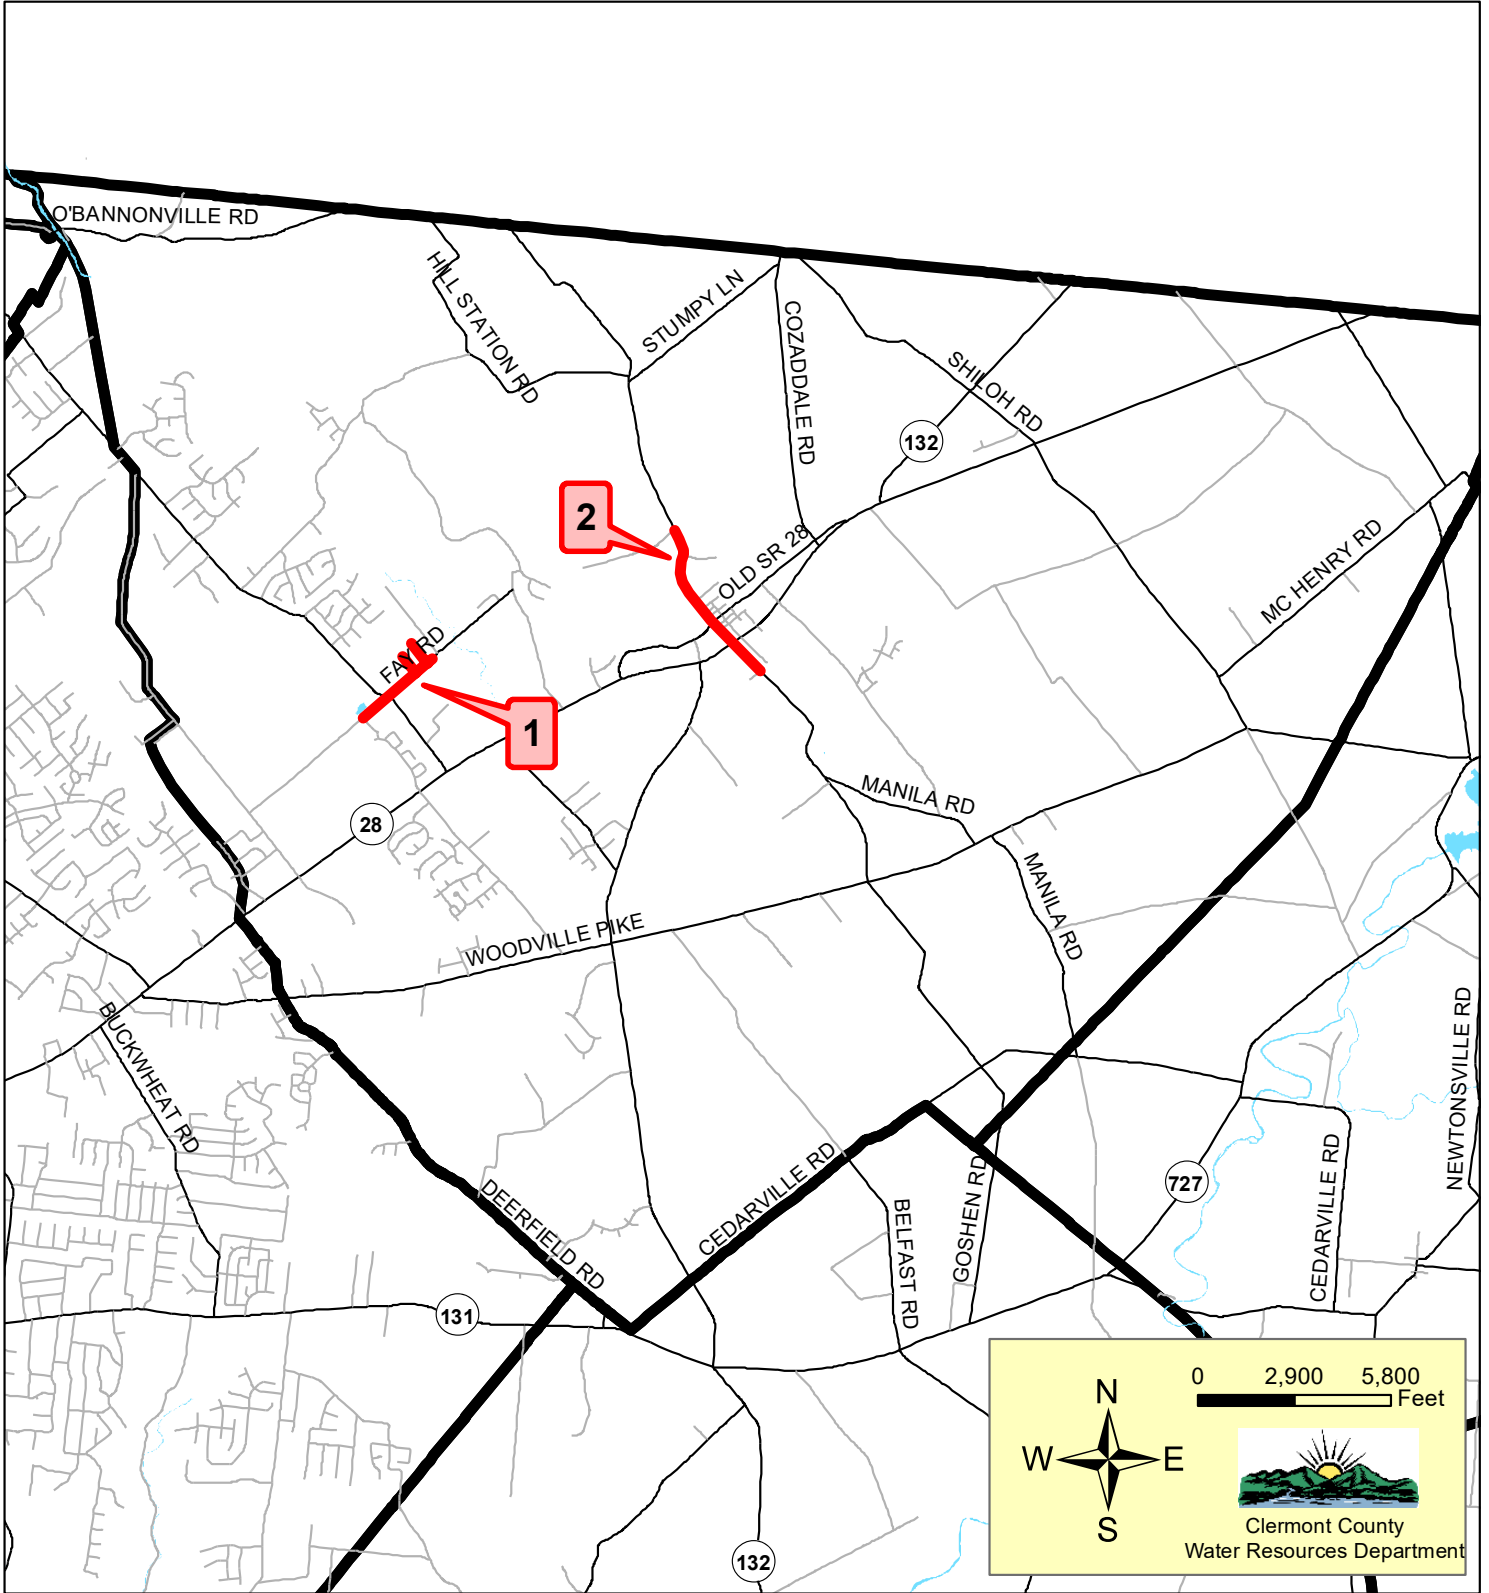 O'BANNONVILLE RD
HILL STATION RD
STUMPY LN
COZADDALE RD
SHILOH RD
132
2
OLD SR 28
MC HENRY RD
FAY RD
1
MANILA RD
28
MANILA RD
WOODVILLE PIKE
BUCKWHEAT RD
NEWTONSVILLE RD
DEERFIELD RD
CEDARVILLE RD
BELFAST RD
GOSHEN RD
727
CEDARVILLE RD
131
132
N
W E
S
0 2,900 5,800
Feet
Clermont County
Water Resources Department